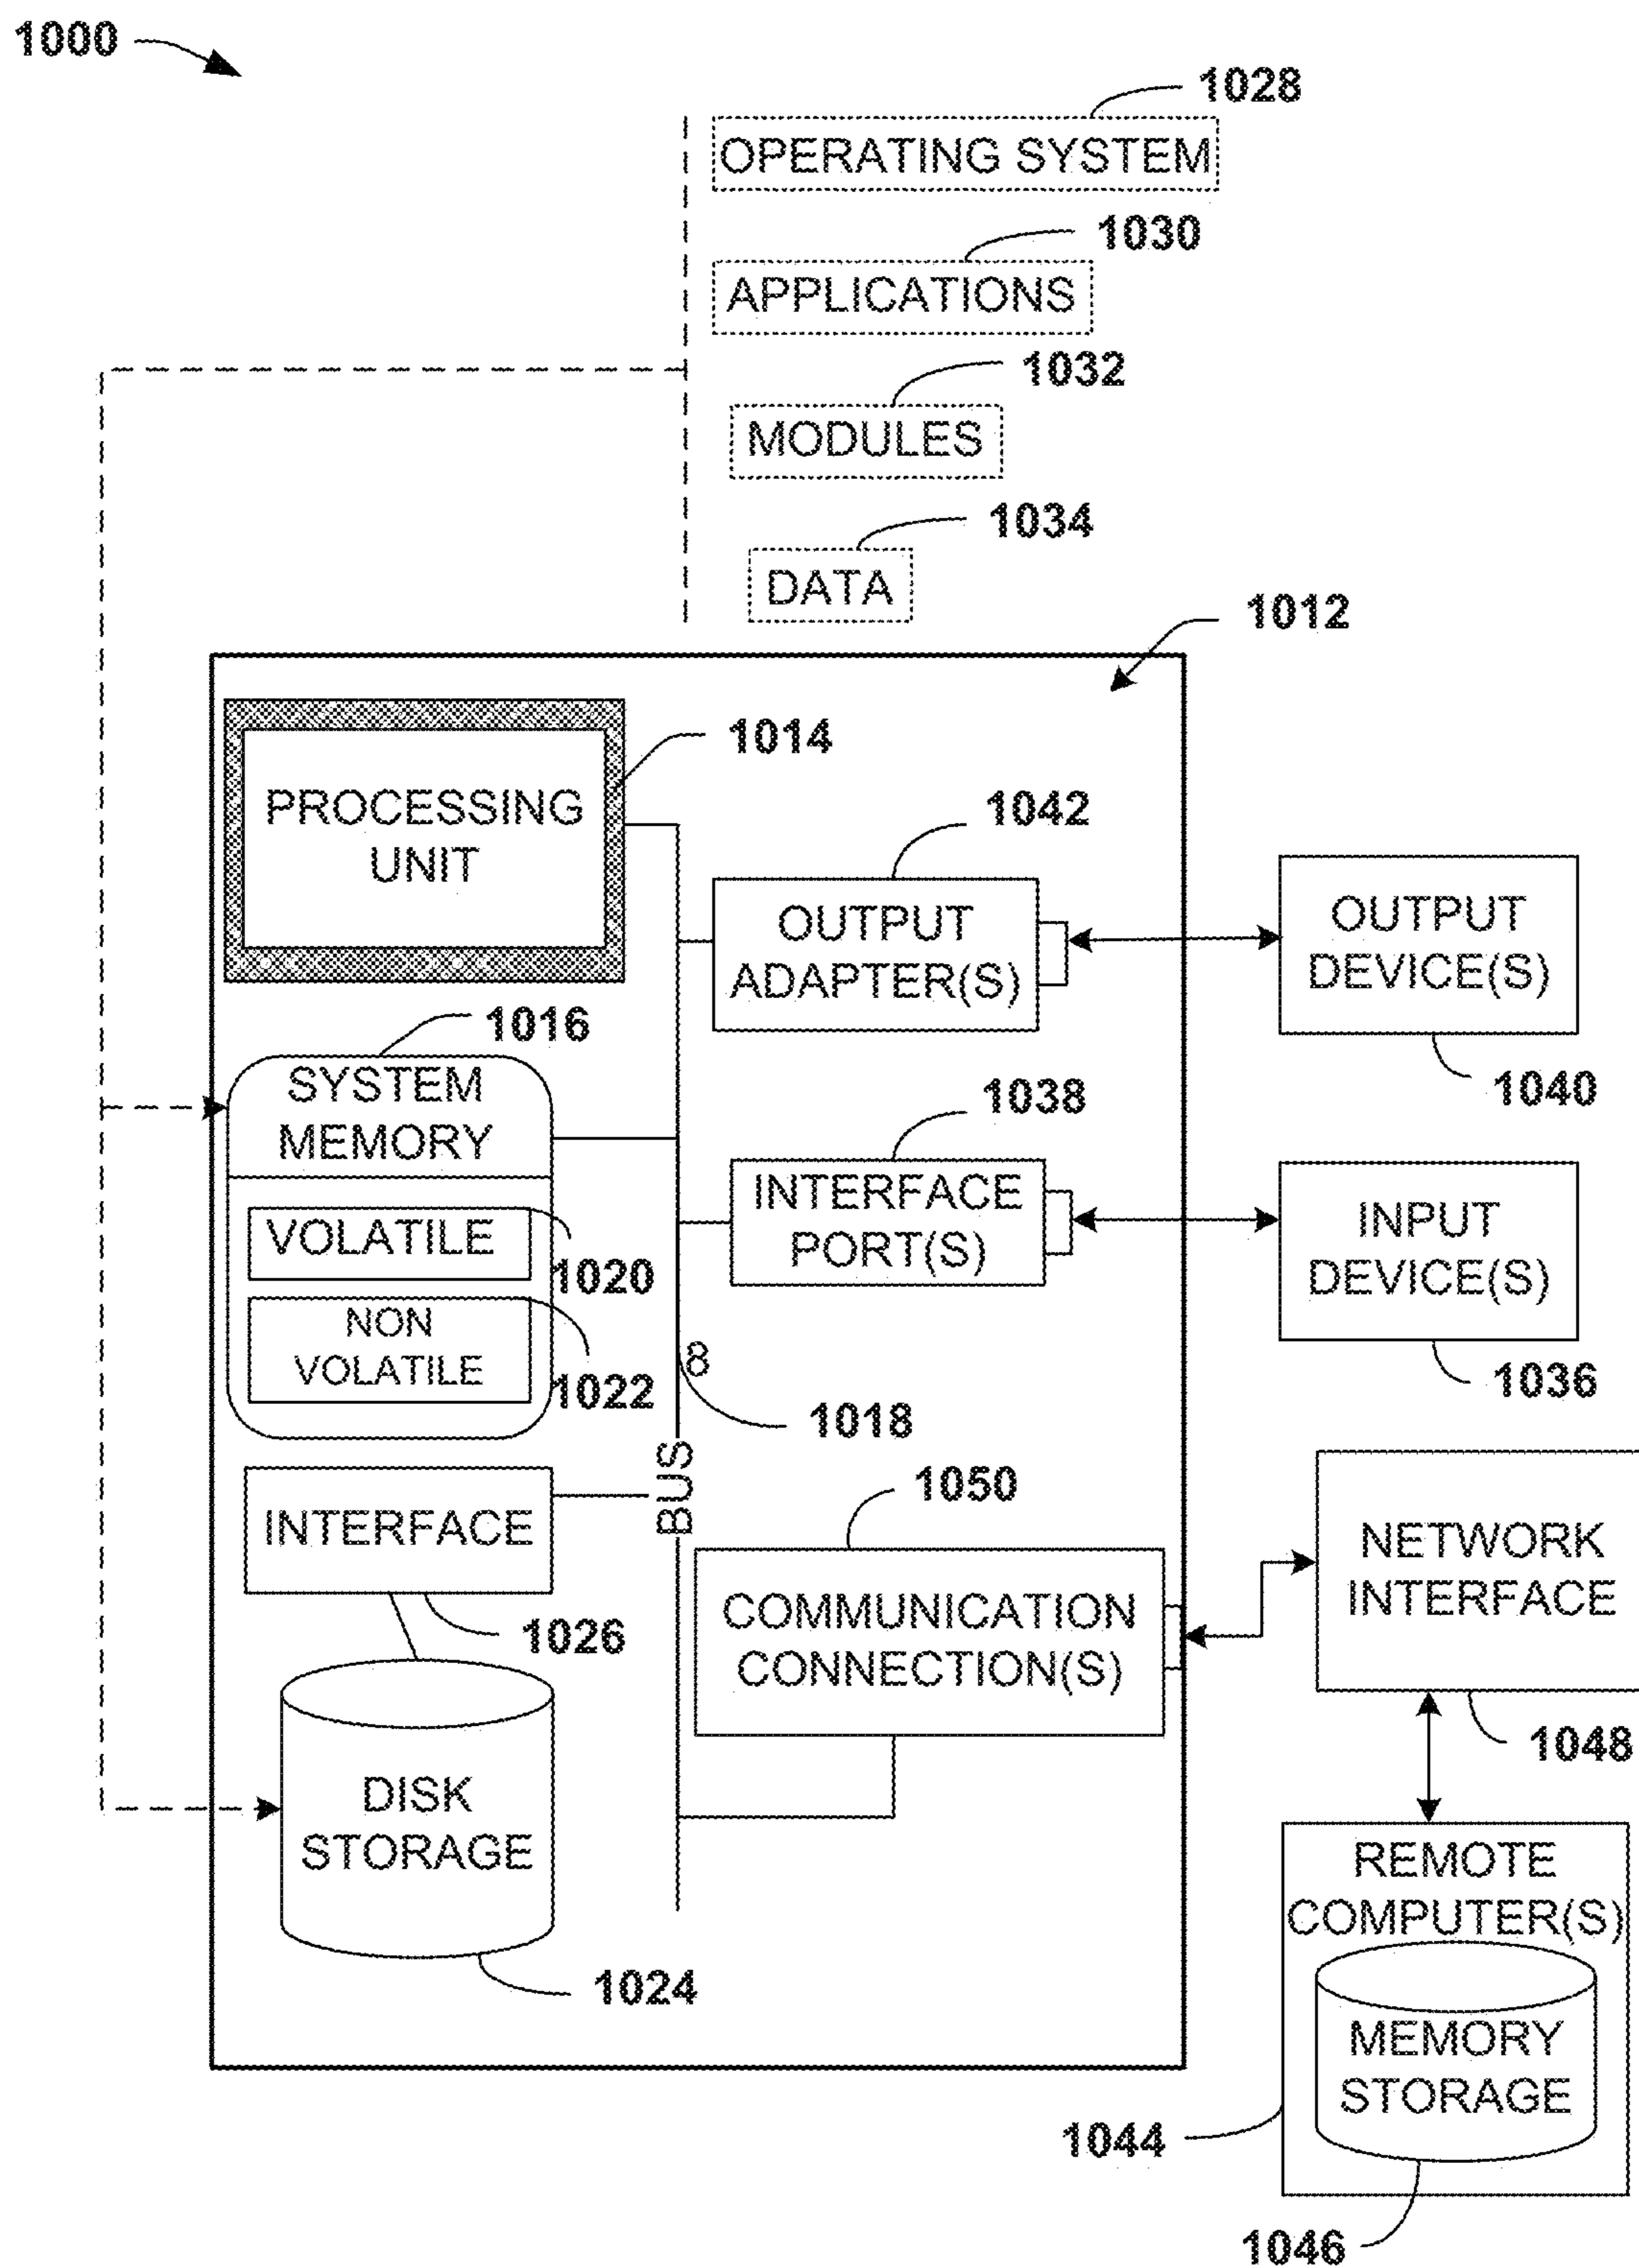 1000
1028
OPERATING SYSTEM
1030
APPLICATIONS
1032
MODULES
1034
DATA
1012
1014
PROCESSING
UNIT
1042
OUTPUT
ADAPTER(S)
OUTPUT
DEVICE(S)
1040
1016
SYSTEM
MEMORY
VOLATILE
1020
NON
VOLATILE
1022
1038
INTERFACE
PORT(S)
INPUT
DEVICE(S)
1036
8
1018
BUS
INTERFACE
1026
1050
COMMUNICATION
CONNECTION(S)
NETWORK
INTERFACE
1048
DISK
STORAGE
1024
REMOTE
COMPUTER(S)
MEMORY
STORAGE
1044
1046